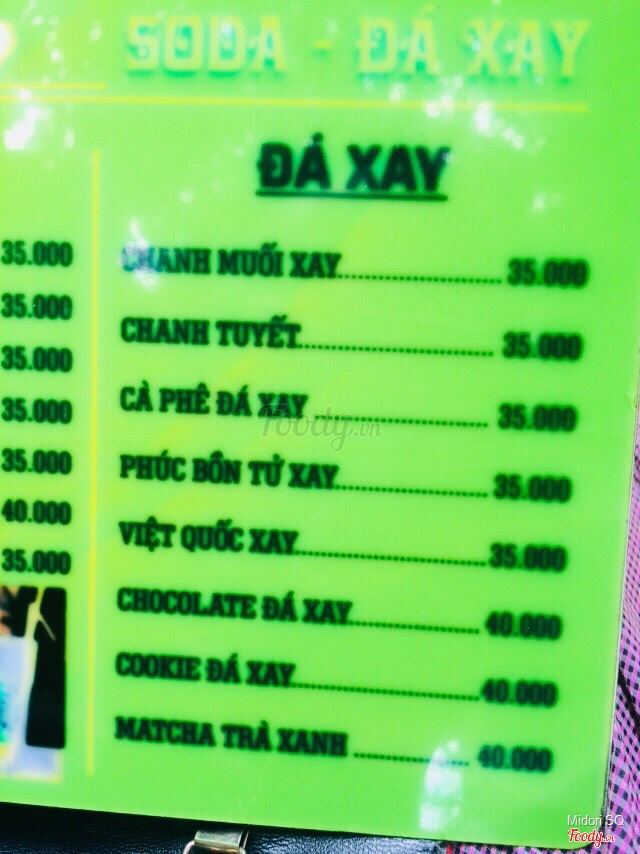 SODA - ĐÁ XAY
ĐÁ XAY
35.000
35.000
35.000
35.000
35.000
40.000
35.000
CHANH MUỐI XAY 35.000
CHANH TUYẾT 35.000
CÀ PHÊ ĐÁ XAY 35.000
PHÚC BỒN TỬ XAY 35.000
VIỆT QUỐC XAY 35.000
CHOCOLATE ĐÁ XAY 40.000
COOKIE ĐÁ XAY 40.000
MATCHA TRÀ XANH 40.000
Foody.vn
Midori SQ
Foody.vn